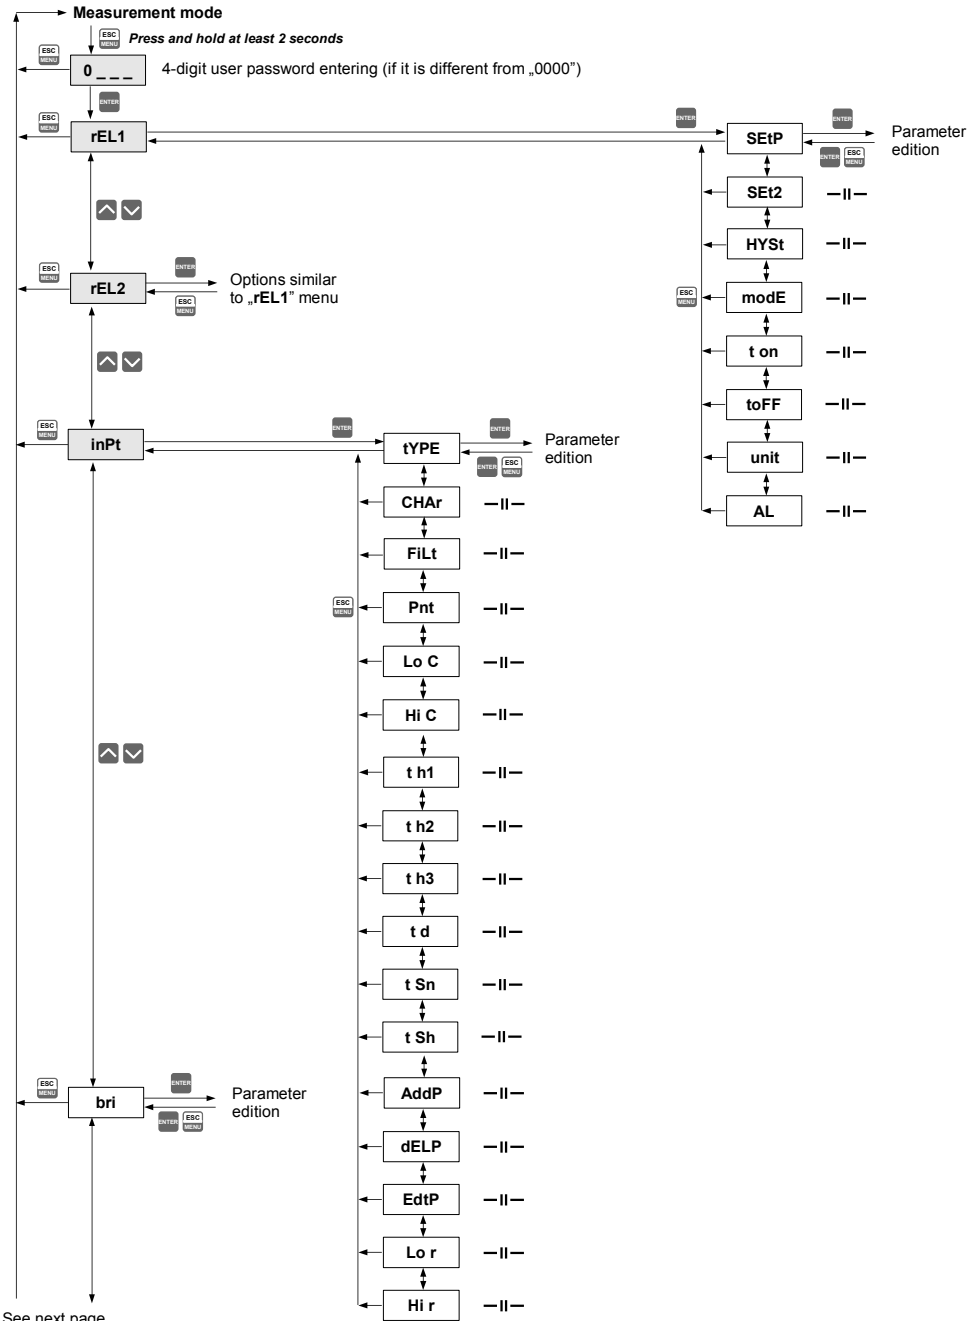 Measurement mode
ESC
MENU
Press and hold at least 2 seconds
ESC
MENU
0 _ _ _
4-digit user password entering (if it is different from „0000”)
ENTER
ESC
MENU
rEL1
ENTER
SEtP
ENTER
ENTER
ESC
MENU
Parameter
edition
SEt2
—II—
HYSt
—II—
ESC
MENU
modE
—II—
t on
—II—
toFF
—II—
unit
—II—
AL
—II—
ESC
MENU
rEL2
ENTER
ESC
MENU
Options similar
to „rEL1” menu
ESC
MENU
inPt
ENTER
tYPE
ENTER
ENTER
ESC
MENU
Parameter
edition
CHAr
—II—
FiLt
—II—
ESC
MENU
Pnt
—II—
Lo C
—II—
Hi C
—II—
t h1
—II—
t h2
—II—
t h3
—II—
t d
—II—
t Sn
—II—
t Sh
—II—
AddP
—II—
dELP
—II—
EdtP
—II—
Lo r
—II—
Hi r
—II—
ESC
MENU
bri
ENTER
ENTER
ESC
MENU
Parameter
edition
See next page